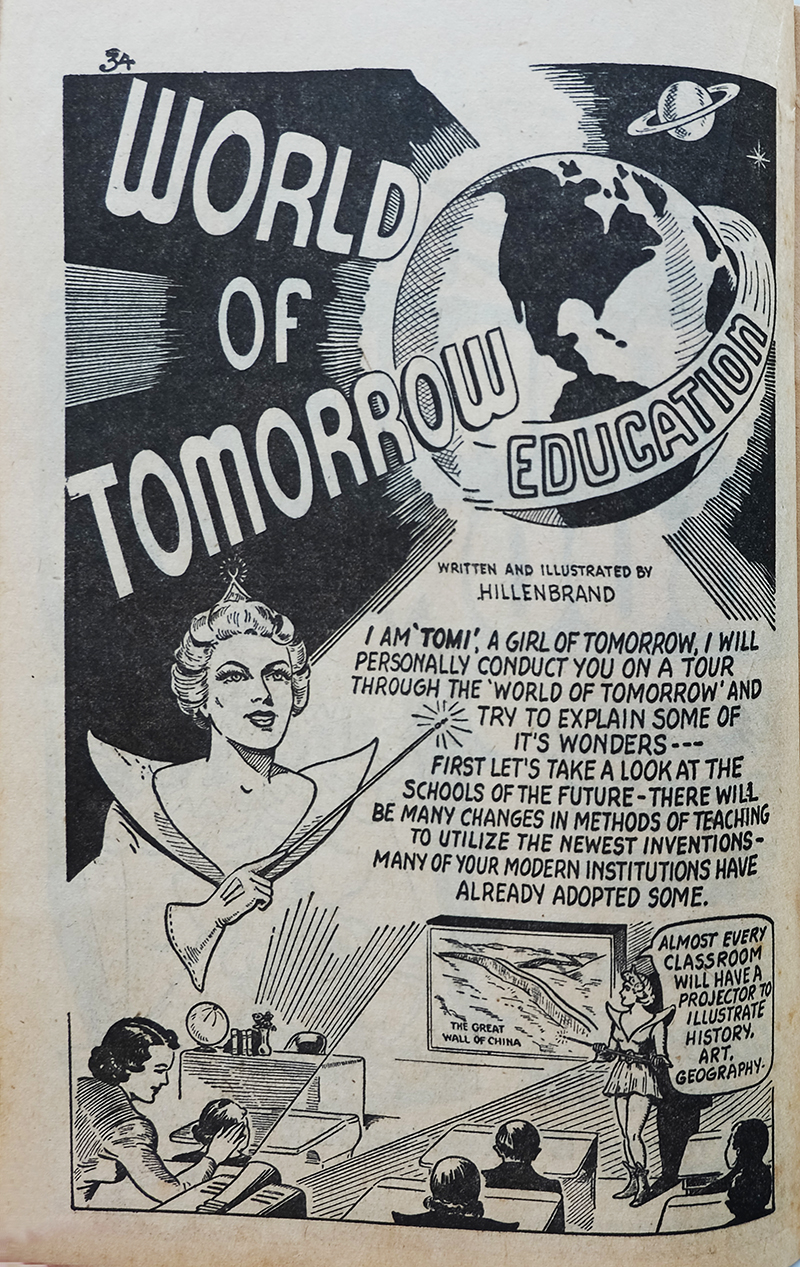 34
WORLD
OF
TOMORROW
EDUCATION
WRITTEN AND ILLUSTRATED BY
HILLENBRAND
I AM 'TOMI', A GIRL OF TOMORROW, I WILL
PERSONALLY CONDUCT YOU ON A TOUR
THROUGH THE 'WORLD OF TOMORROW' AND
TRY TO EXPLAIN SOME OF
IT'S WONDERS---
FIRST LET'S TAKE A LOOK AT THE
SCHOOLS OF THE FUTURE-THERE WILL
BE MANY CHANGES IN METHODS OF TEACHING
TO UTILIZE THE NEWEST INVENTIONS-
MANY OF YOUR MODERN INSTITUTIONS HAVE
ALREADY ADOPTED SOME.
THE GREAT
WALL OF CHINA
ALMOST EVERY
CLASSROOM
WILL HAVE A
PROJECTOR TO
ILLUSTRATE
HISTORY,
ART,
GEOGRAPHY-